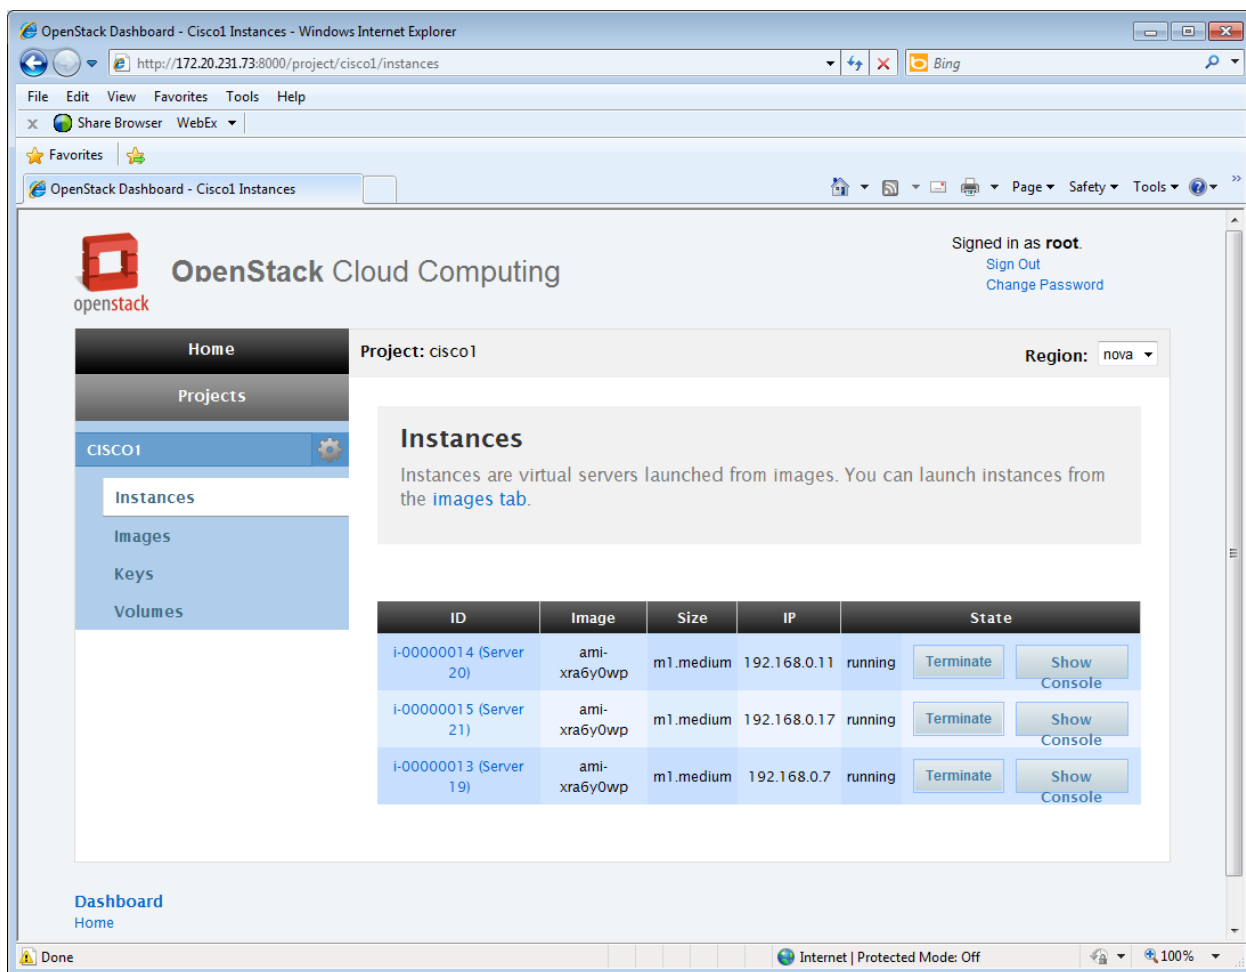 OpenStack Dashboard - Cisco1 Instances - Windows Internet Explorer
http://172.20.231.73:8000/project/cisco1/instances
Bing
File Edit View Favorites Tools Help
x Share Browser WebEx
Favorites
OpenStack Dashboard - Cisco1 Instances
Page Safety Tools
openstack
OpenStack Cloud Computing
Signed in as root.
Sign Out
Change Password
Home
Projects
CISCO1
Instances
Images
Keys
Volumes
Project: cisco1
Region: nova
Instances
Instances are virtual servers launched from images. You can launch instances from
the images tab.
ID Image Size IP State
i-00000014 (Server
20)
ami-
xra6y0wp
m1.medium 192.168.0.11 running Terminate Show
Console
i-00000015 (Server
21)
ami-
xra6y0wp
m1.medium 192.168.0.17 running Terminate Show
Console
i-00000013 (Server
19)
ami-
xra6y0wp
m1.medium 192.168.0.7 running Terminate Show
Console
Dashboard
Home
Done
Internet | Protected Mode: Off
100%